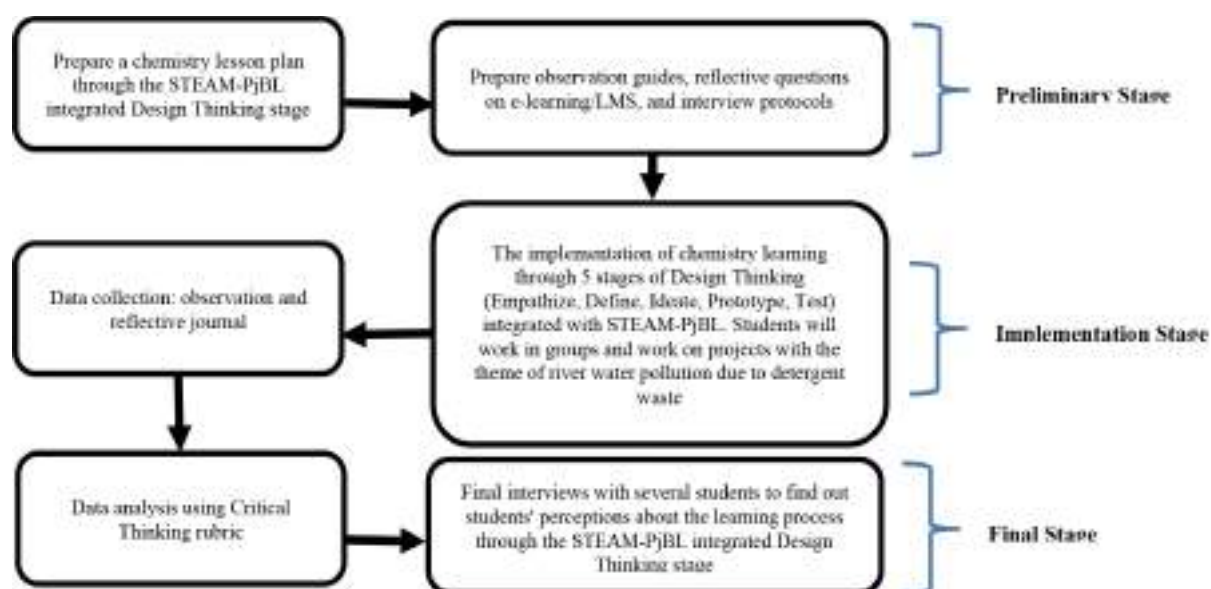 Prepare a chemistry lesson plan
through the STEAM-PjBL
integrated Design Thinking stage
Prepare observation guides, reflective questions
on e-learning/LMS, and interview protocols
Preliminary Stage
The implementation of chemistry learning
through 5 stages of Design Thinking
(Empathize, Define, Ideate, Prototype, Test)
integrated with STEAM-PjBL. Students will
work in groups and work on projects with the
theme of river water pollution due to detergent
waste
Data collection: observation and
reflective journal
Implementation Stage
Data analysis using Critical
Thinking rubric
Final interviews with several students to find out
students' perceptions about the learning process
through the STEAM-PjBL integrated Design
Thinking stage
Final Stage